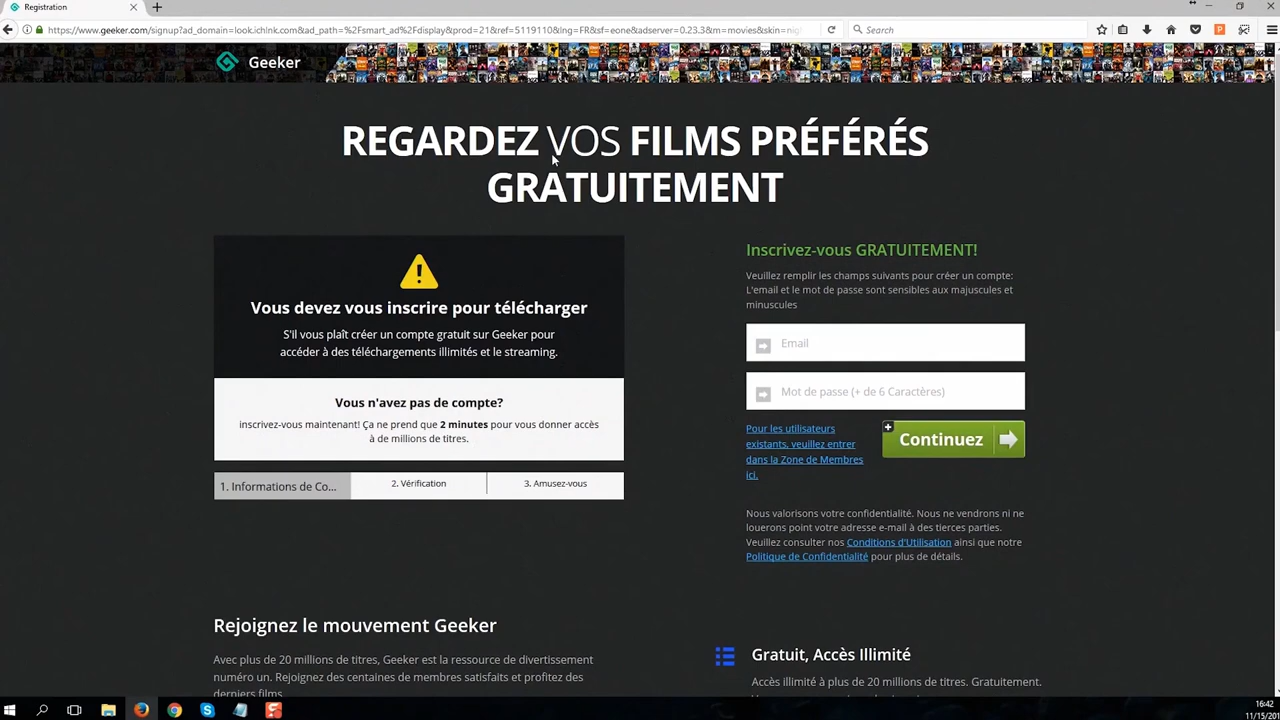 Registration
https://www.geeker.com/signup?ad_domain=look.ichlnk.com&ad_path=%2Fsmart_ad%2Fdisplay&prod=21&ref=5119110&lng=FR&sf=eone&adserver=0.23.3&m=movies&skin=nig
Search
Geeker
REGARDEZ VOS FILMS PRÉFÉRÉS
GRATUITEMENT
Vous devez vous inscrire pour télécharger
S'il vous plaît créer un compte gratuit sur Geeker pour
accéder à des téléchargements illimités et le streaming.
Vous n'avez pas de compte?
inscrivez-vous maintenant! Ça ne prend que 2 minutes pour vous donner accès
à de millions de titres.
1. Informations de Co...
2. Vérification
3. Amusez-vous
Inscrivez-vous GRATUITEMENT!
Veuillez remplir les champs suivants pour créer un compte:
L'email et le mot de passe sont sensibles aux majuscules et
minuscules
Email
Mot de passe (+ de 6 Caractères)
Pour les utilisateurs
existants, veuillez entrer
dans la Zone de Membres
ici.
Continuez
Nous valorisons votre confidentialité. Nous ne vendrons ni ne
louerons point votre adresse e-mail à des tierces parties.
Veuillez consulter nos Conditions d'Utilisation ainsi que notre
Politique de Confidentialité pour plus de détails.
Rejoignez le mouvement Geeker
Avec plus de 20 millions de titres, Geeker est la ressource de divertissement
numéro un. Rejoignez des centaines de membres satisfaits et profitez des
derniers films.
Gratuit, Accès Illimité
Accès illimité à plus de 20 millions de titres. Gratuitement.
16:42
11/15/201